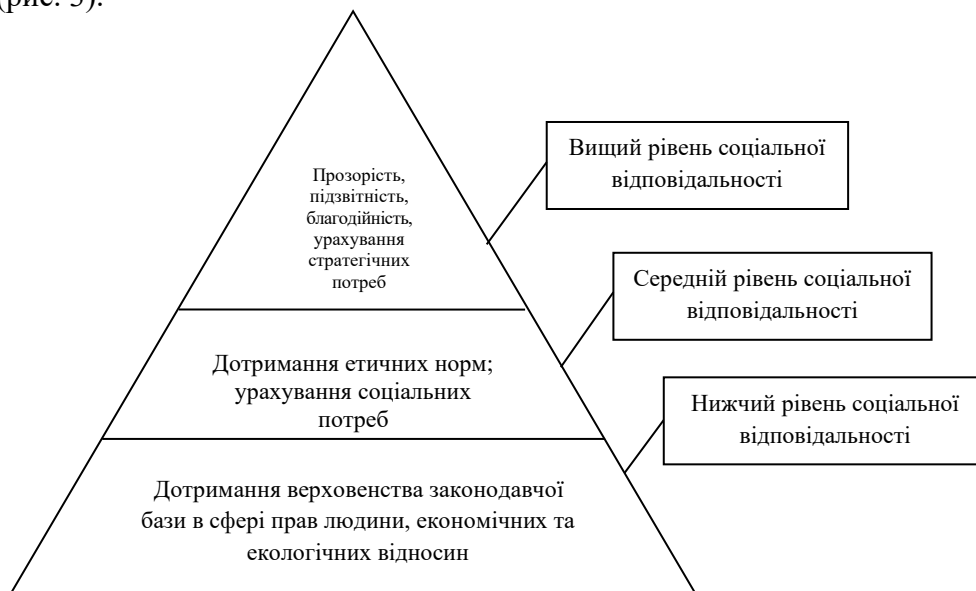 (рис. 3).
Прозорість,
підзвітність,
благодійність,
урахування
стратегічних
потреб
Вищий рівень соціальної
відповідальності
Середній рівень соціальної
відповідальності
Дотримання етичних норм;
урахування соціальних
потреб
Нижчий рівень соціальної
відповідальності
Дотримання верховенства законодавчої
бази в сфері прав людини, економічних та
екологічних відносин